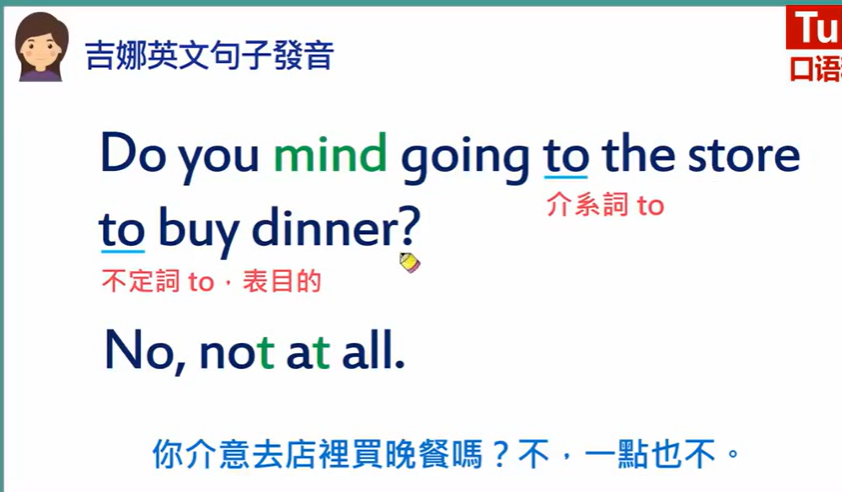 吉娜英文句子發音
Tu
口语
Do you mind going to the store
介系詞 to
to buy dinner?
不定詞 to，表目的
No, not at all.
你介意去店裡買晚餐嗎？不，一點也不。